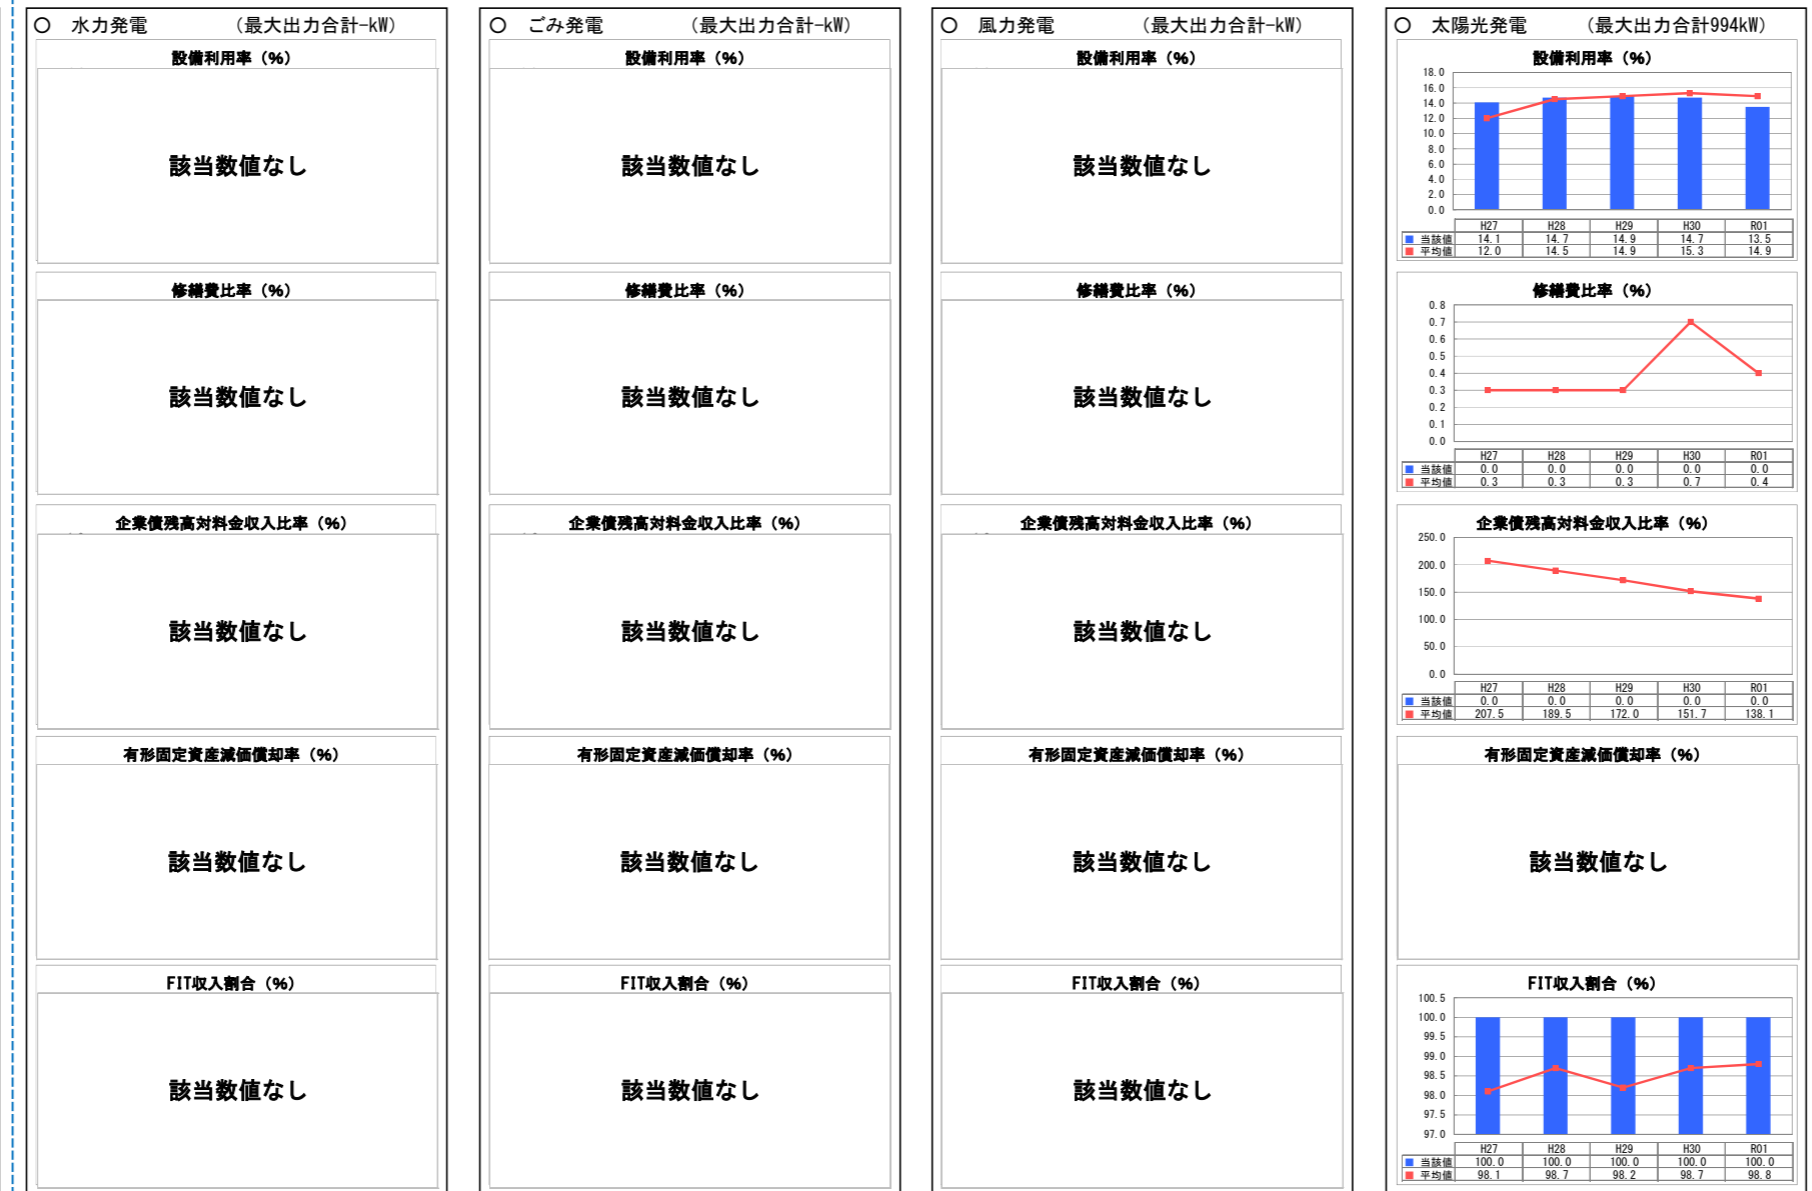 ○ 水力発電 （最大出力合計-kW）
設備利用率（%）
該当数値なし
修繕費比率（%）
該当数値なし
企業債残高対料金収入比率（%）
該当数値なし
有形固定資産減価償却率（%）
該当数値なし
FIT収入割合（%）
該当数値なし
○ ごみ発電 （最大出力合計-kW）
設備利用率（%）
該当数値なし
修繕費比率（%）
該当数値なし
企業債残高対料金収入比率（%）
該当数値なし
有形固定資産減価償却率（%）
該当数値なし
FIT収入割合（%）
該当数値なし
○ 風力発電 （最大出力合計-kW）
設備利用率（%）
該当数値なし
修繕費比率（%）
該当数値なし
企業債残高対料金収入比率（%）
該当数値なし
有形固定資産減価償却率（%）
該当数値なし
FIT収入割合（%）
該当数値なし
○ 太陽光発電 （最大出力合計994kW）
設備利用率（%）
18.0
16.0
14.0
12.0
10.0
8.0
6.0
4.0
2.0
0.0
H27 H28 H29 H30 R01
当該値 14.1 14.7 14.9 14.7 13.5
平均値 12.0 14.5 14.9 15.3 14.9
修繕費比率（%）
0.8
0.7
0.6
0.5
0.4
0.3
0.2
0.1
0.0
H27 H28 H29 H30 R01
当該値 0.0 0.0 0.0 0.0 0.0
平均値 0.3 0.3 0.3 0.7 0.4
企業債残高対料金収入比率（%）
250.0
200.0
150.0
100.0
50.0
0.0
H27 H28 H29 H30 R01
当該値 0.0 0.0 0.0 0.0 0.0
平均値 207.5 189.5 172.0 151.7 138.1
有形固定資産減価償却率（%）
該当数値なし
FIT収入割合（%）
100.5
100.0
99.5
99.0
98.5
98.0
97.5
97.0
H27 H28 H29 H30 R01
当該値 100.0 100.0 100.0 100.0 100.0
平均値 98.1 98.7 98.2 98.7 98.8